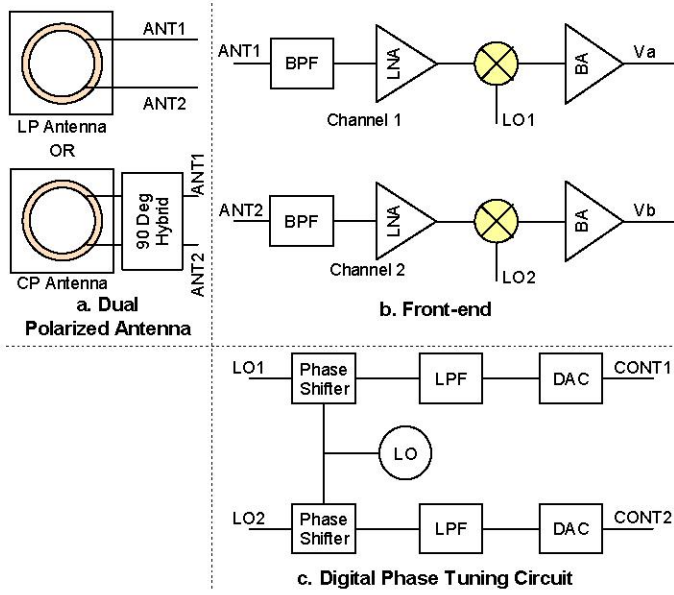 ANT1
ANT2
LP Antenna
OR
ANT1
90 Deg
Hybrid
ANT2
CP Antenna
a. Dual
Polarized Antenna
ANT1
BPF
LNA
Channel 1
LO1
BA
Va
ANT2
BPF
LNA
Channel 2
LO2
BA
Vb
b. Front-end
LO1
Phase
Shifter
LPF
DAC
CONT1
LO
LO2
Phase
Shifter
LPF
DAC
CONT2
c. Digital Phase Tuning Circuit